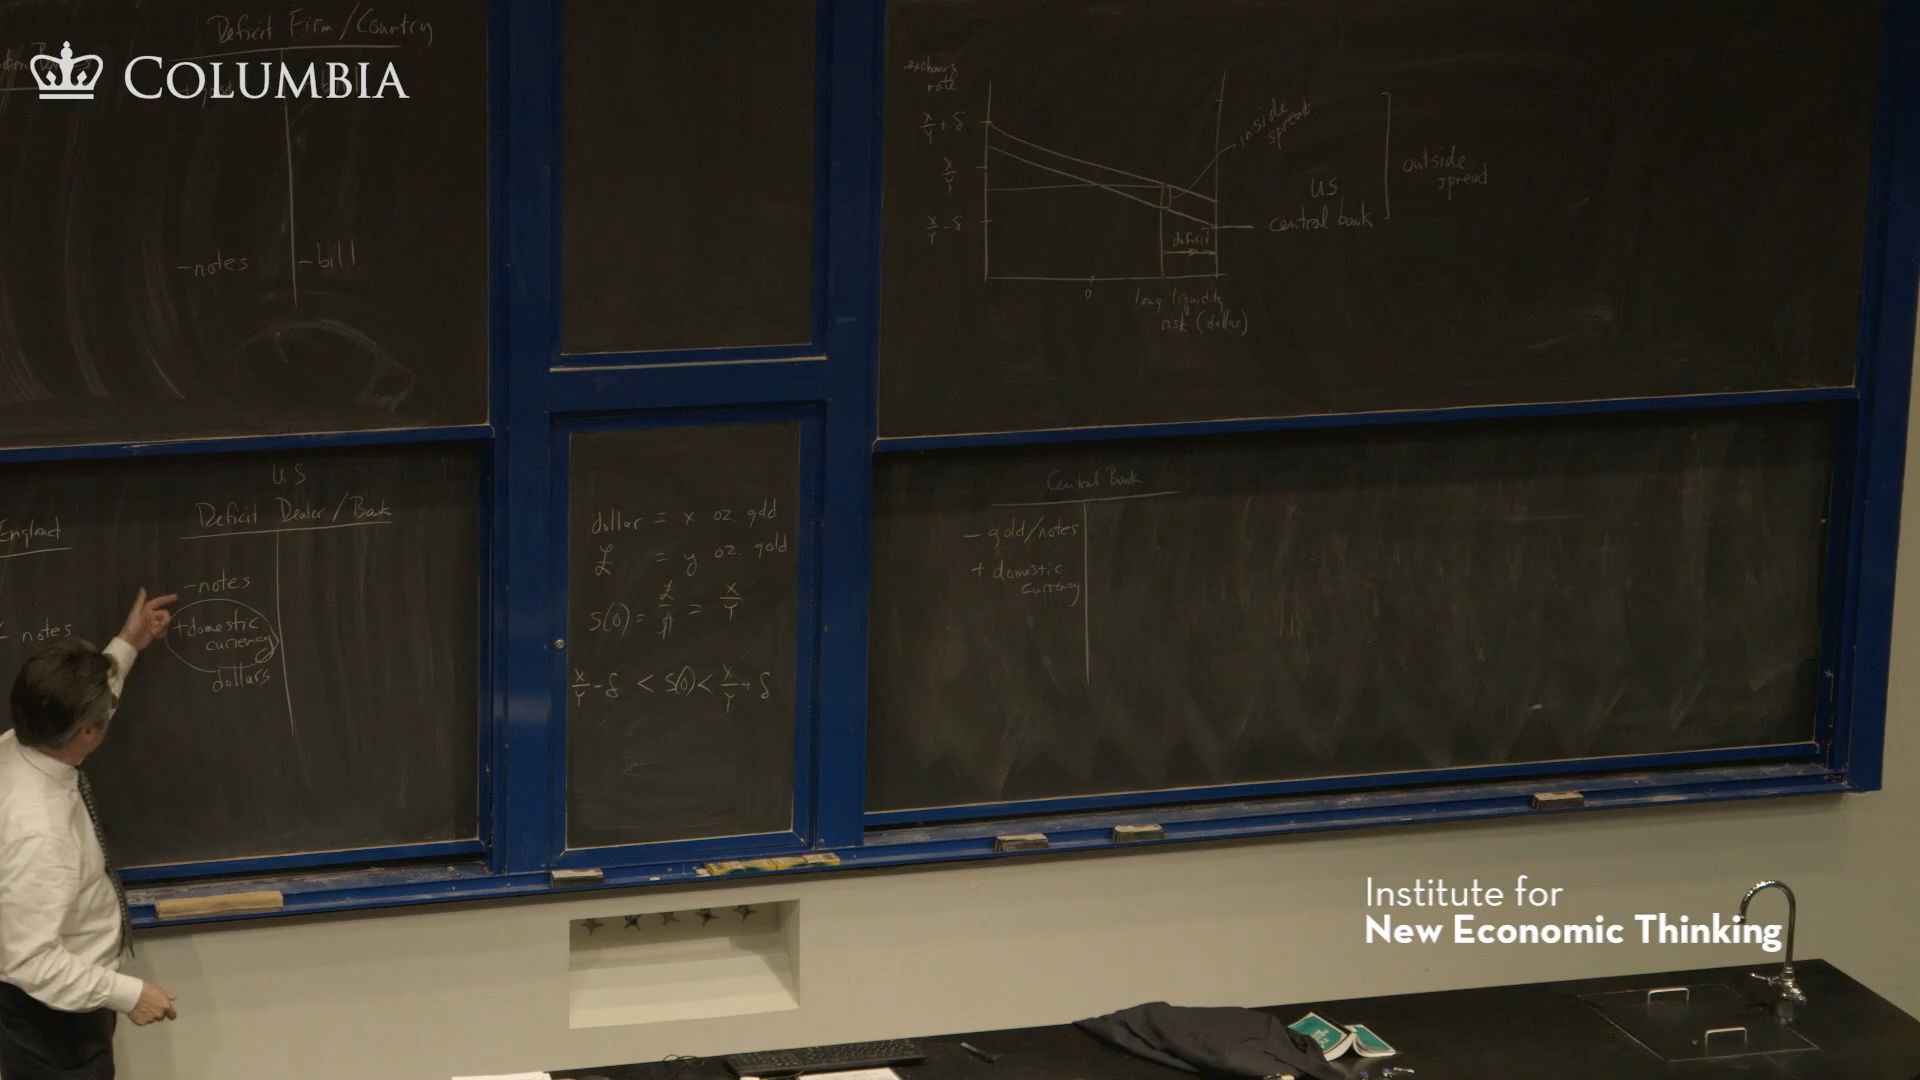 COLUMBIA
Deficit Firm/Country
-notes
-bill
exchange
rate
x/y + δ
x/y
x/y - δ
inside
spread
US
central bank
outside
spread
deficit
0
long liquidity
risk (dollar)
England
notes
US
Deficit Dealer/Bank
-notes
+domestic
currency
dollars
dollar = x oz. gold
£ = y oz. gold
S(0) = £/$ = x/y
x/y - δ < S(0) < x/y + δ
Central Bank
- gold/notes
+ domestic
currency
Institute for
New Economic Thinking